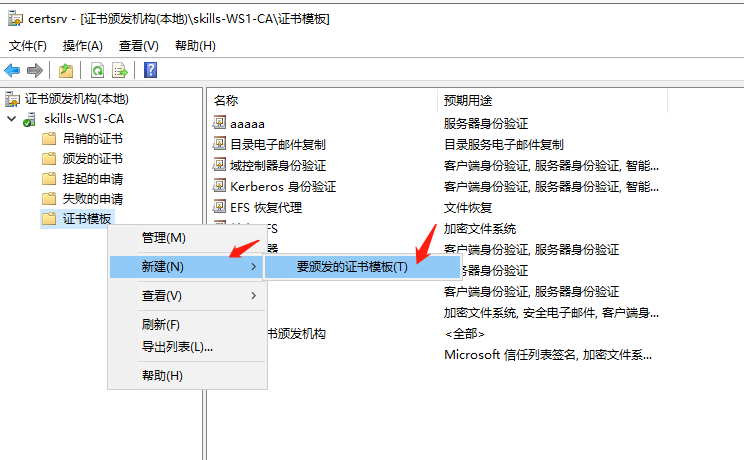 certsrv - [证书颁发机构(本地)\skills-WS1-CA\证书模板]
文件(F) 操作(A) 查看(V) 帮助(H)
证书颁发机构(本地)
skills-WS1-CA
吊销的证书
颁发的证书
挂起的申请
失败的申请
证书模板
管理(M)
新建(N)
查看(V)
刷新(F)
导出列表(L)...
帮助(H)
要颁发的证书模板(T)
名称 预期用途
aaaaa 服务器身份验证
目录电子邮件复制 目录服务电子邮件复制
域控制器身份验证 客户端身份验证, 服务器身份验证, 智能...
Kerberos 身份验证 客户端身份验证, 服务器身份验证, 智能...
EFS 恢复代理 文件恢复
FS 加密文件系统
器 客户端身份验证, 服务器身份验证
服务器身份验证
客户端身份验证, 服务器身份验证
加密文件系统, 安全电子邮件, 客户端身...
书颁发机构 <全部>
Microsoft 信任列表签名, 加密文件系...